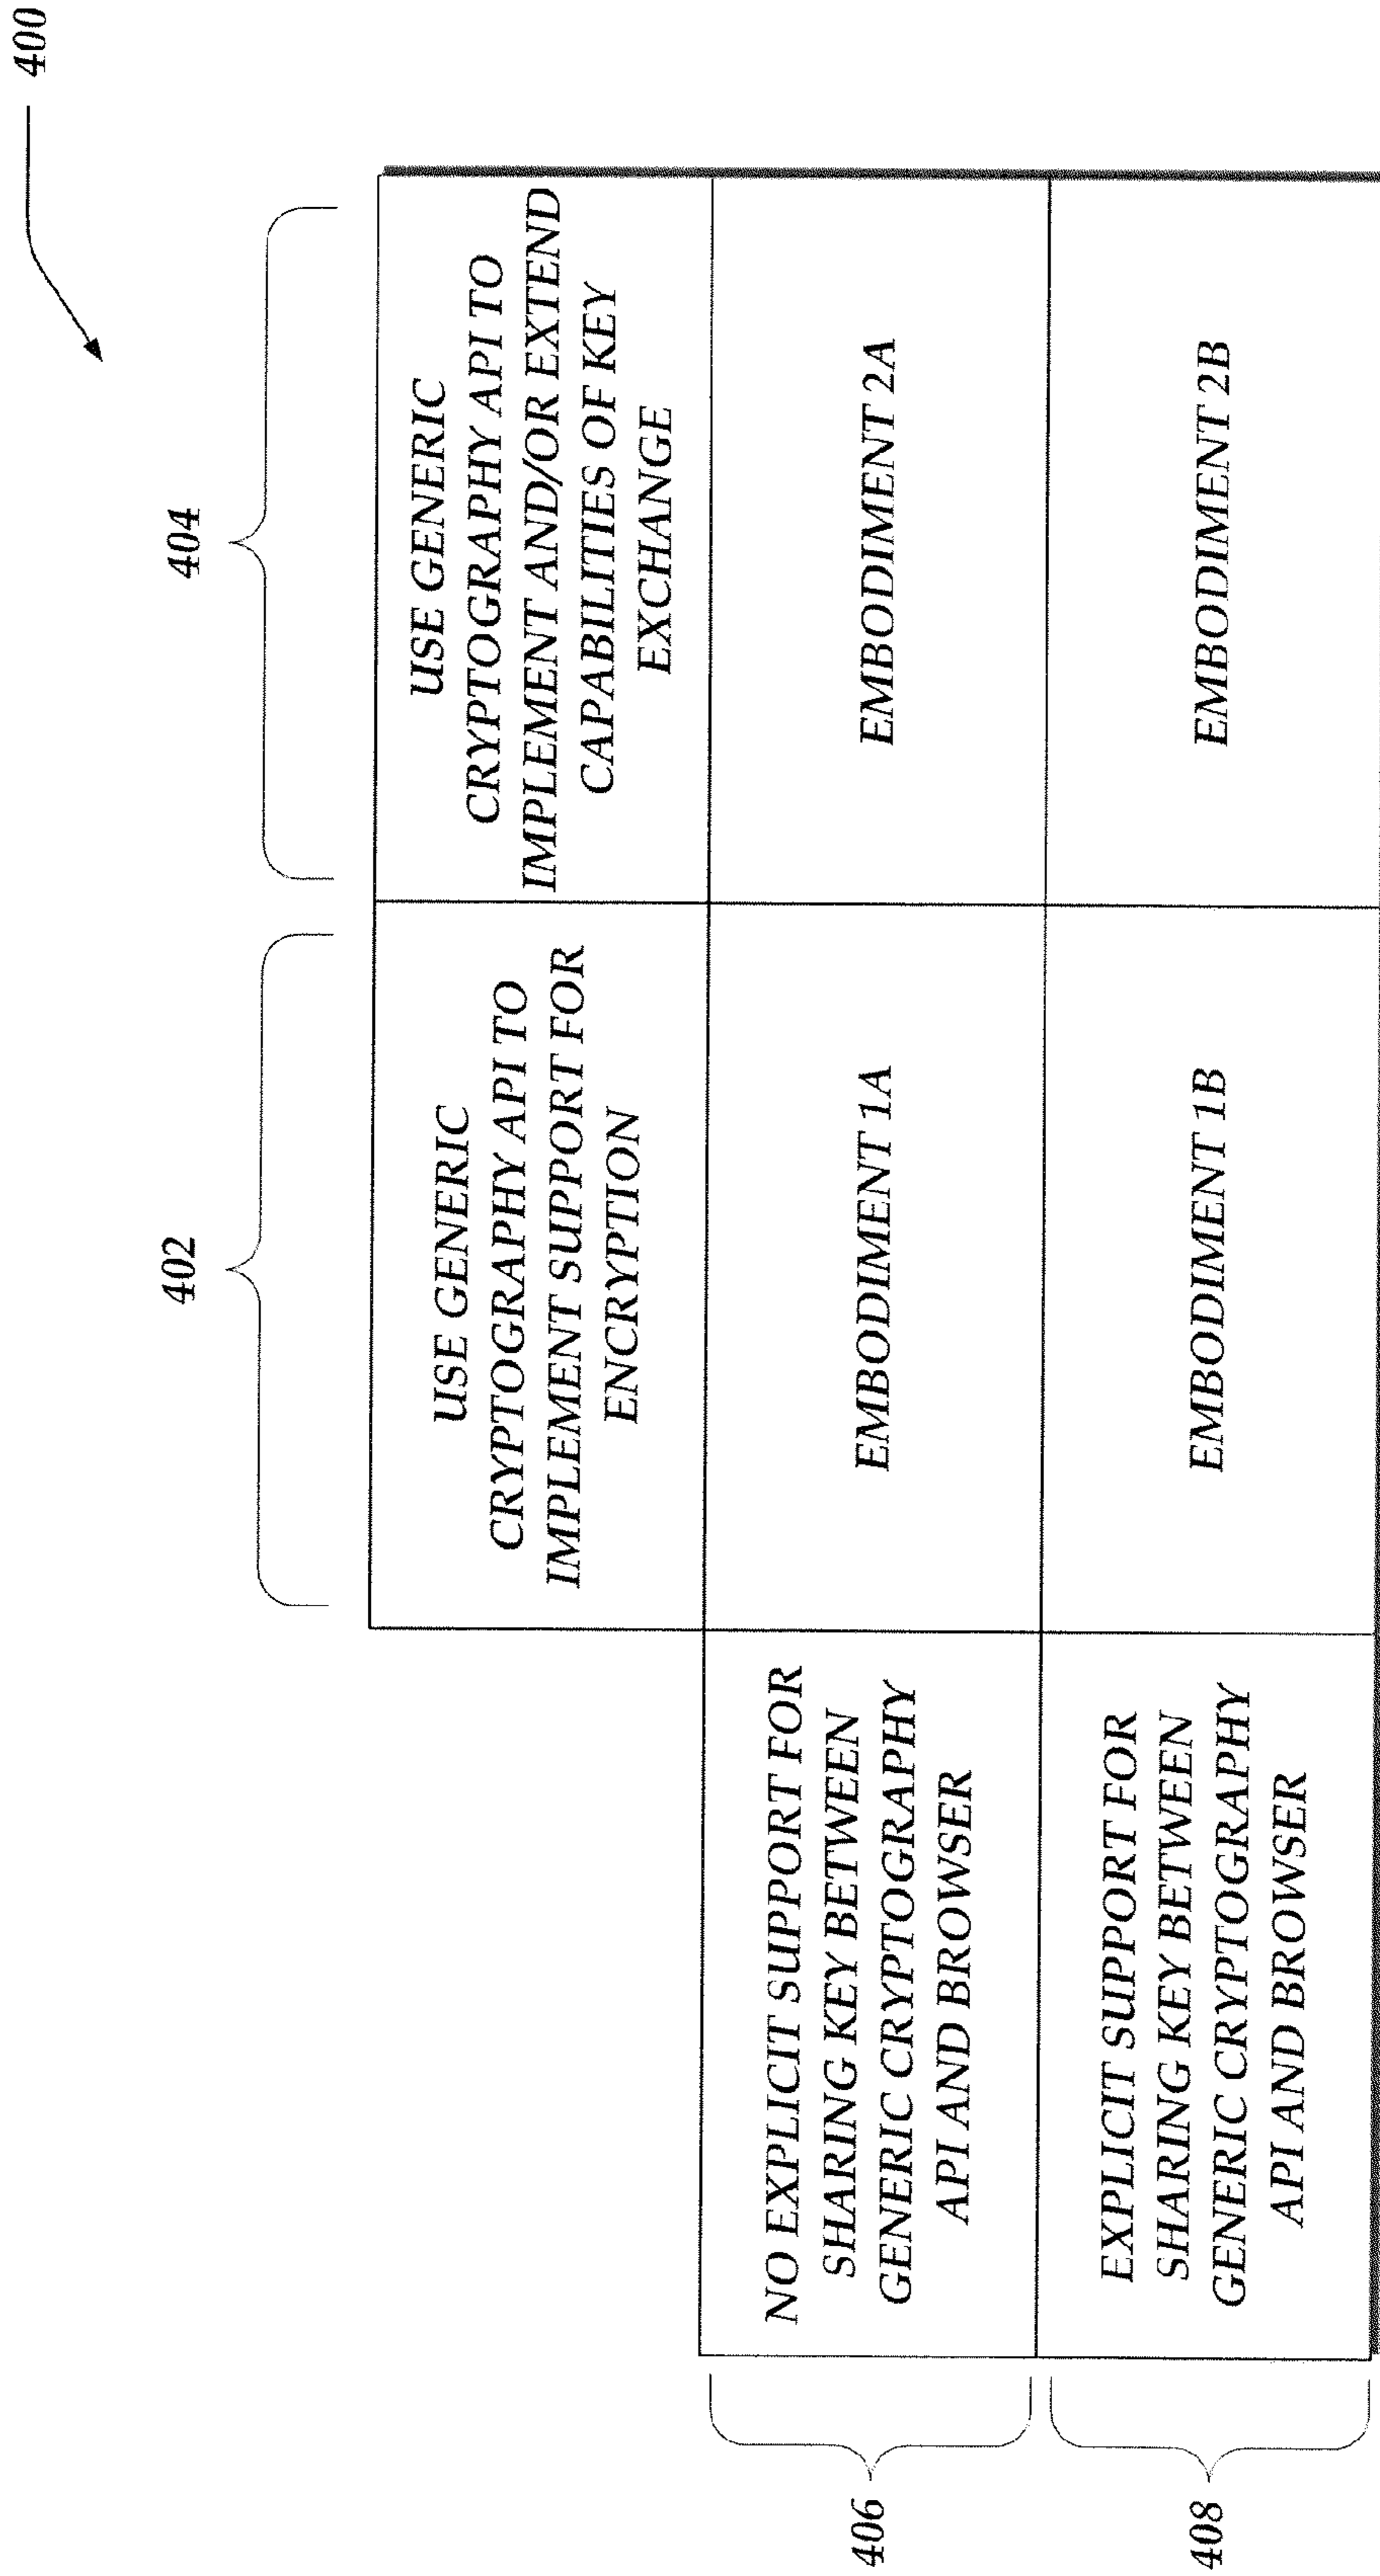 400
402
404
USE GENERIC
CRYPTOGRAPHY API TO
IMPLEMENT SUPPORT FOR
ENCRYPTION
USE GENERIC
CRYPTOGRAPHY API TO
IMPLEMENT AND/OR EXTEND
CAPABILITIES OF KEY
EXCHANGE
406
NO EXPLICIT SUPPORT FOR
SHARING KEY BETWEEN
GENERIC CRYPTOGRAPHY
API AND BROWSER
EMBODIMENT 1A
EMBODIMENT 2A
408
EXPLICIT SUPPORT FOR
SHARING KEY BETWEEN
GENERIC CRYPTOGRAPHY
API AND BROWSER
EMBODIMENT 1B
EMBODIMENT 2B